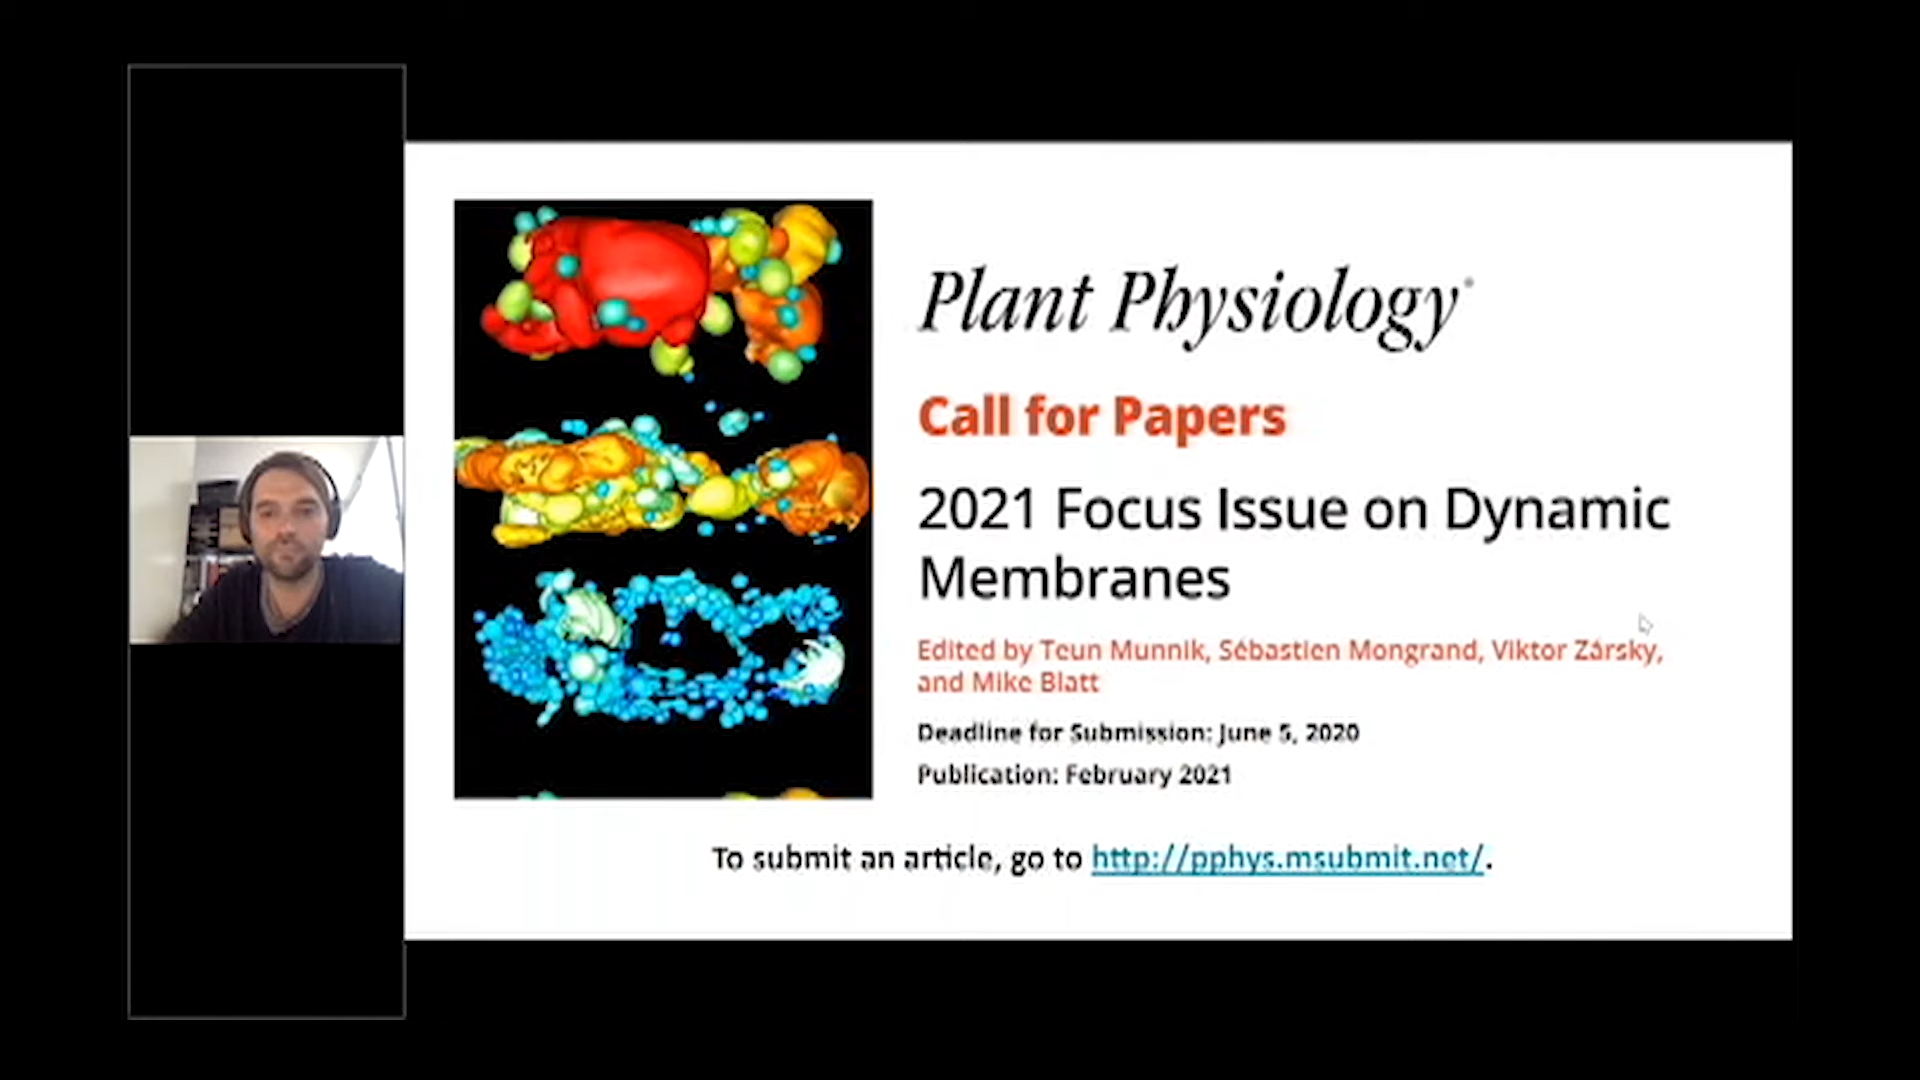 Plant Physiology®
Call for Papers
2021 Focus Issue on Dynamic
Membranes
Edited by Teun Munnik, Sébastien Mongrand, Viktor Zársky,
and Mike Blatt
Deadline for Submission: June 5, 2020
Publication: February 2021
To submit an article, go to http://pphys.msubmit.net/.